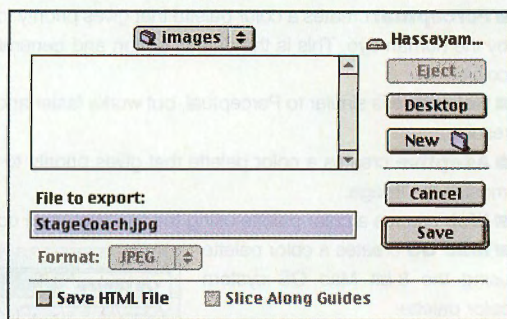 images
Hassayam...
Eject
Desktop
New
File to export:
StageCoach.jpg
Format: JPEG
Cancel
Save
Save HTML File
Slice Along Guides